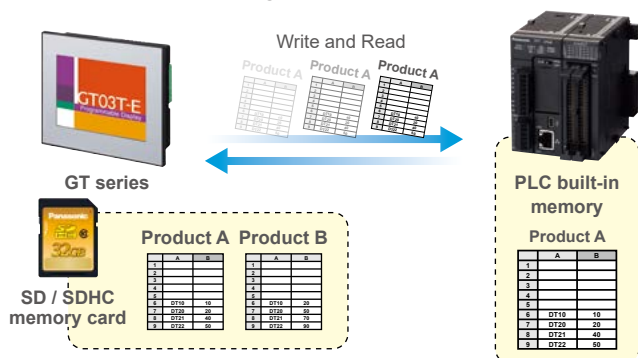 Write and Read
Product A
Product A
Product A
Panasonic
GT03T-E
Programmable Display
GT series
PLC built-in
memory
Product A
A B
1
2
3
4
5
6 DT10 10
7 DT20 20
8 DT21 40
9 DT22 50
Panasonic
32GB
SD / SDHC
memory card
Product A Product B
A B
1
2
3
4
5
6 DT10 10
7 DT20 20
8 DT21 40
9 DT22 50
A B
1
2
3
4
5
6 DT10 20
7 DT20 50
8 DT21 70
9 DT22 90